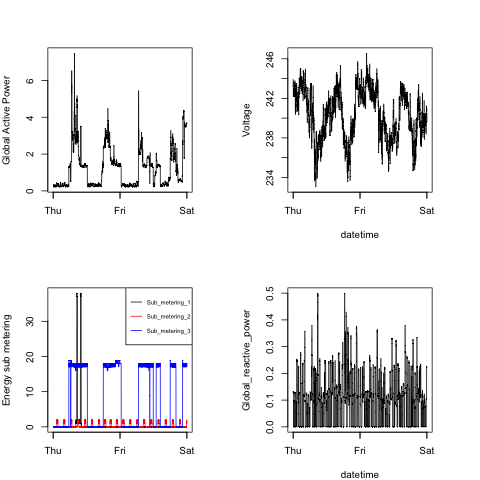 Global Active Power
0
2
4
6
Thu
Fri
Sat
Voltage
234
238
242
246
Thu
Fri
Sat
datetime
Energy sub metering
0
10
20
30
Thu
Fri
Sat
Sub_metering_1
Sub_metering_2
Sub_metering_3
Global_reactive_power
0.0
0.1
0.2
0.3
0.4
0.5
Thu
Fri
Sat
datetime